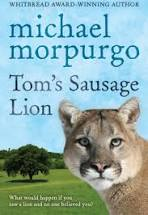 WHITBREAD AWARD-WINNING AUTHOR
michael
morpurgo
Tom's Sausage
Lion
What would happen if you
saw a lion and no one believed you?